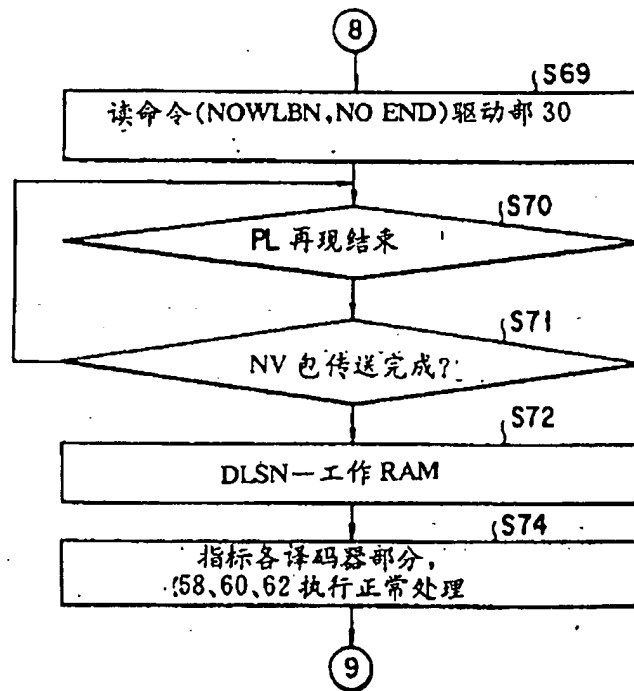 8
S69
读命令(NOWLBN,NO END)驱动部 30
S70
PL 再现结束
S71
NV 包传送完成?
S72
DLSN—工作 RAM
S74
指标各译码器部分,
58、60、62 执行正常处理
9